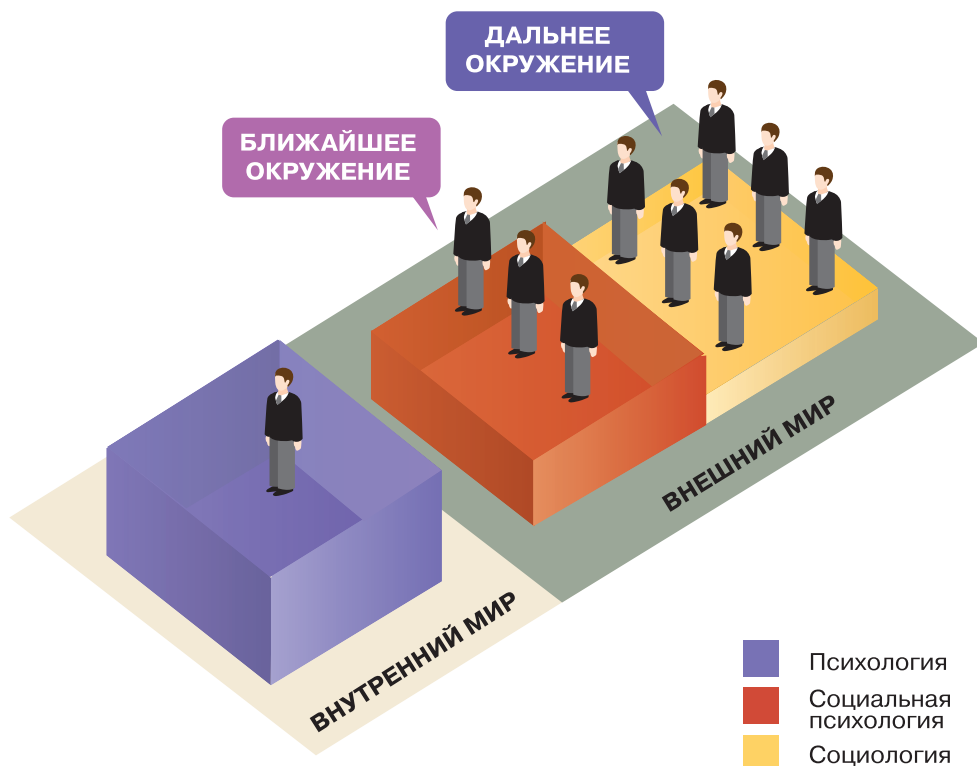 ДАЛЬНЕЕ
ОКРУЖЕНИЕ
БЛИЖАЙШЕЕ
ОКРУЖЕНИЕ
ВНЕШНИЙ МИР
ВНУТРЕННИЙ МИР
Психология
Социальная
психология
Социология